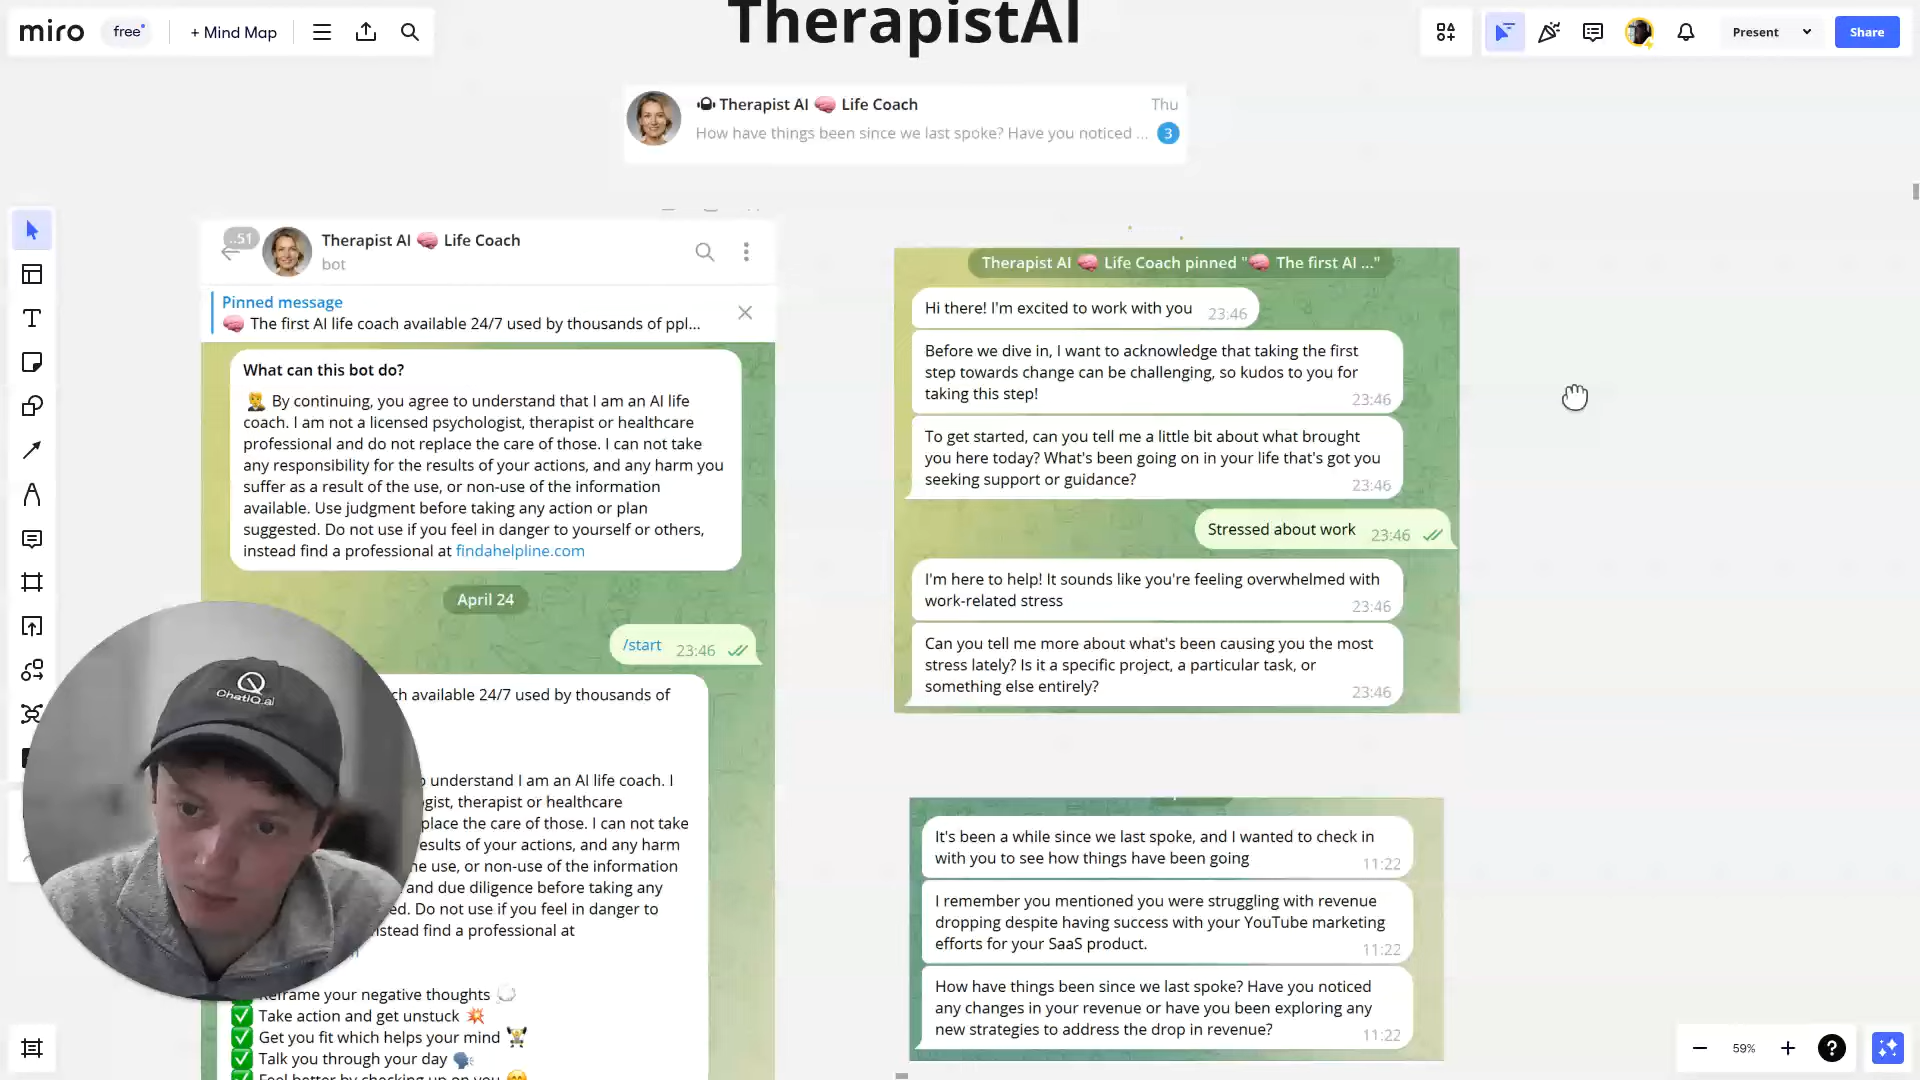 miro
free
+ Mind Map
TherapistAI
Present
Share
Therapist AI 🧠 Life Coach
Thu
How have things been since we last spoke? Have you noticed ...
3
..51
Therapist AI 🧠 Life Coach
bot
Pinned message
🧠 The first AI life coach available 24/7 used by thousands of ppl...
What can this bot do?
By continuing, you agree to understand that I am an AI life
coach. I am not a licensed psychologist, therapist or healthcare
professional and do not replace the care of those. I can not take
any responsibility for the results of your actions, and any harm you
suffer as a result of the use, or non-use of the information
available. Use judgment before taking any action or plan
suggested. Do not use if you feel in danger to yourself or others,
instead find a professional at findahelpline.com
April 24
/start 23:46
available 24/7 used by thousands of
understand I am an AI life coach. I
therapist or healthcare
place the care of those. I can not take
results of your actions, and any harm
use, or non-use of the information
and due diligence before taking any
Do not use if you feel in danger to
instead find a professional at
Reframe your negative thoughts 💭
✅ Take action and get unstuck 💥
✅ Get you fit which helps your mind 🏋️
✅ Talk you through your day 🗣️
✅ Feel better by checking up on you 😊
ChatIQ.ai
Therapist AI 🧠 Life Coach pinned "🧠 The first AI ..."
Hi there! I'm excited to work with you 23:46
Before we dive in, I want to acknowledge that taking the first
step towards change can be challenging, so kudos to you for
taking this step! 23:46
To get started, can you tell me a little bit about what brought
you here today? What's been going on in your life that's got you
seeking support or guidance? 23:46
Stressed about work 23:46
I'm here to help! It sounds like you're feeling overwhelmed with
work-related stress 23:46
Can you tell me more about what's been causing you the most
stress lately? Is it a specific project, a particular task, or
something else entirely? 23:46
It's been a while since we last spoke, and I wanted to check in
with you to see how things have been going 11:22
I remember you mentioned you were struggling with revenue
dropping despite having success with your YouTube marketing
efforts for your SaaS product. 11:22
How have things been since we last spoke? Have you noticed
any changes in your revenue or have you been exploring any
new strategies to address the drop in revenue? 11:22
59%